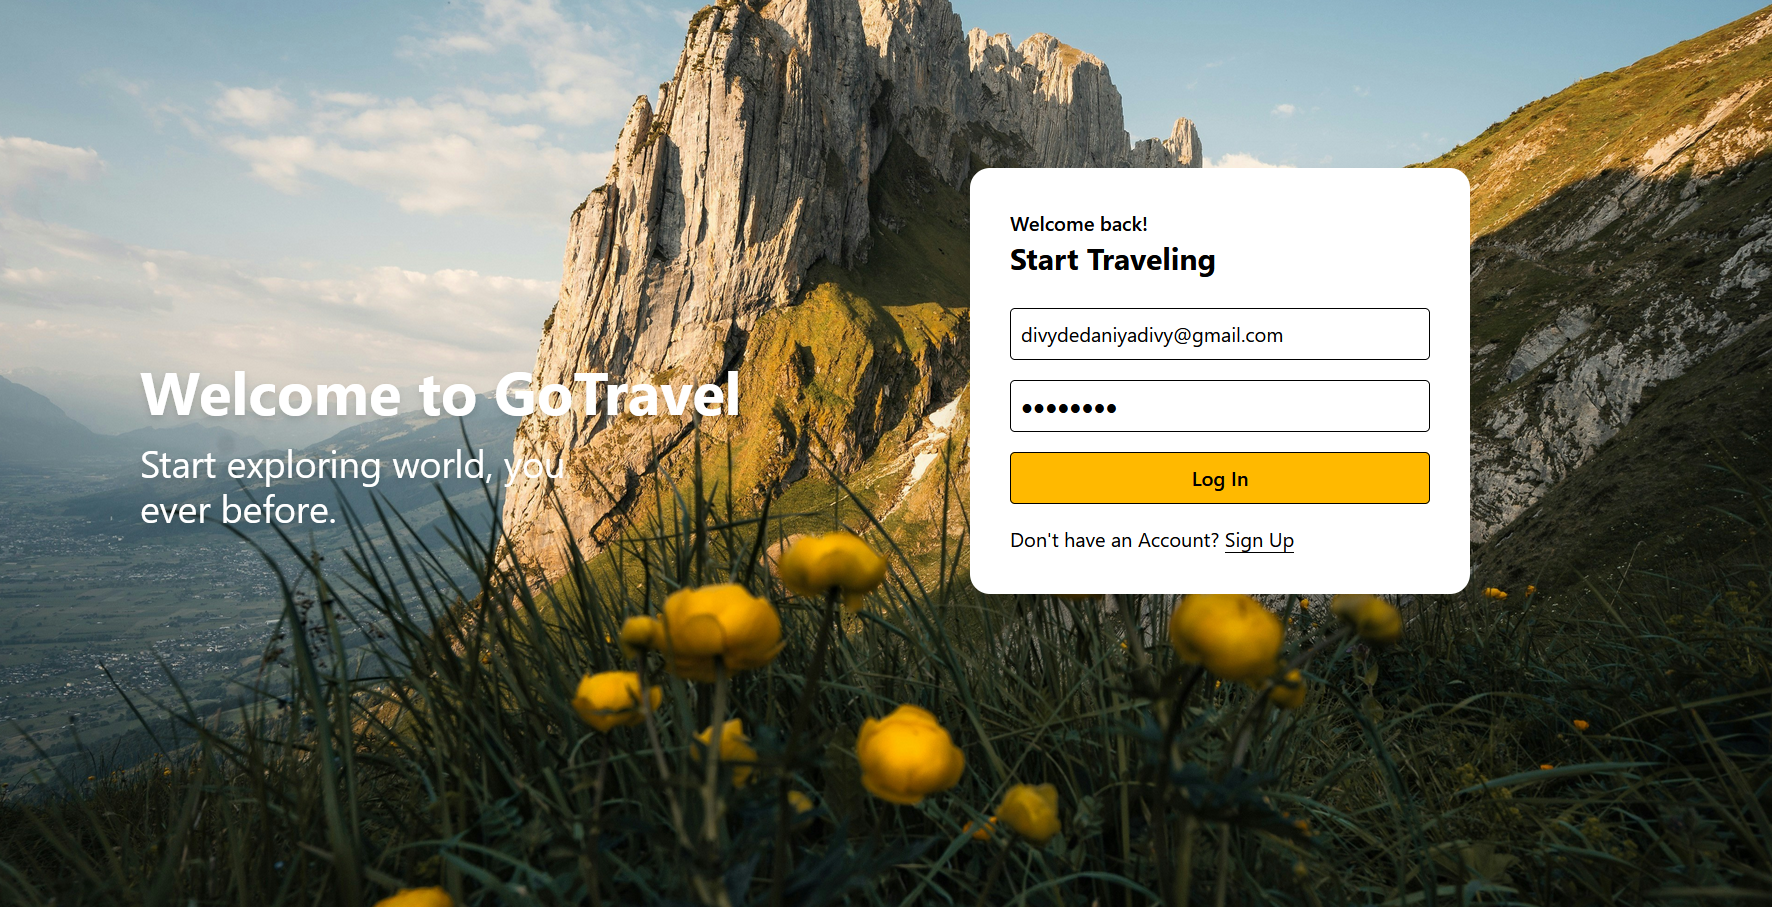 Welcome to GoTravel
Start exploring world, you
ever before.
Welcome back!
Start Traveling
divydedaniyadivy@gmail.com
••••••••
Log In
Don't have an Account? Sign Up